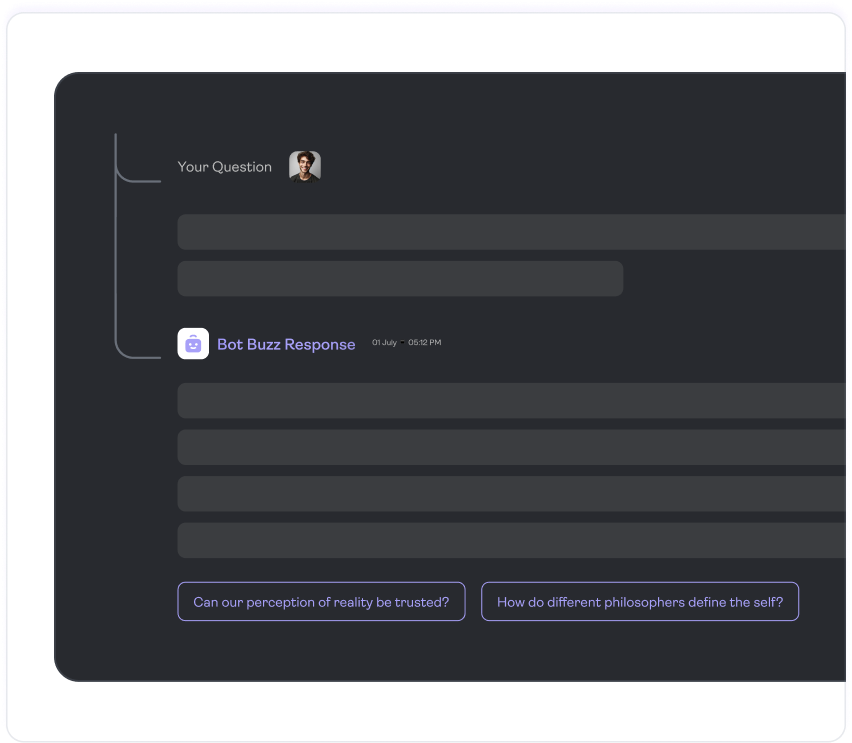 Your Question
Bot Buzz Response 01 July - 05:12 PM
Can our perception of reality be trusted? How do different philosophers define the self?